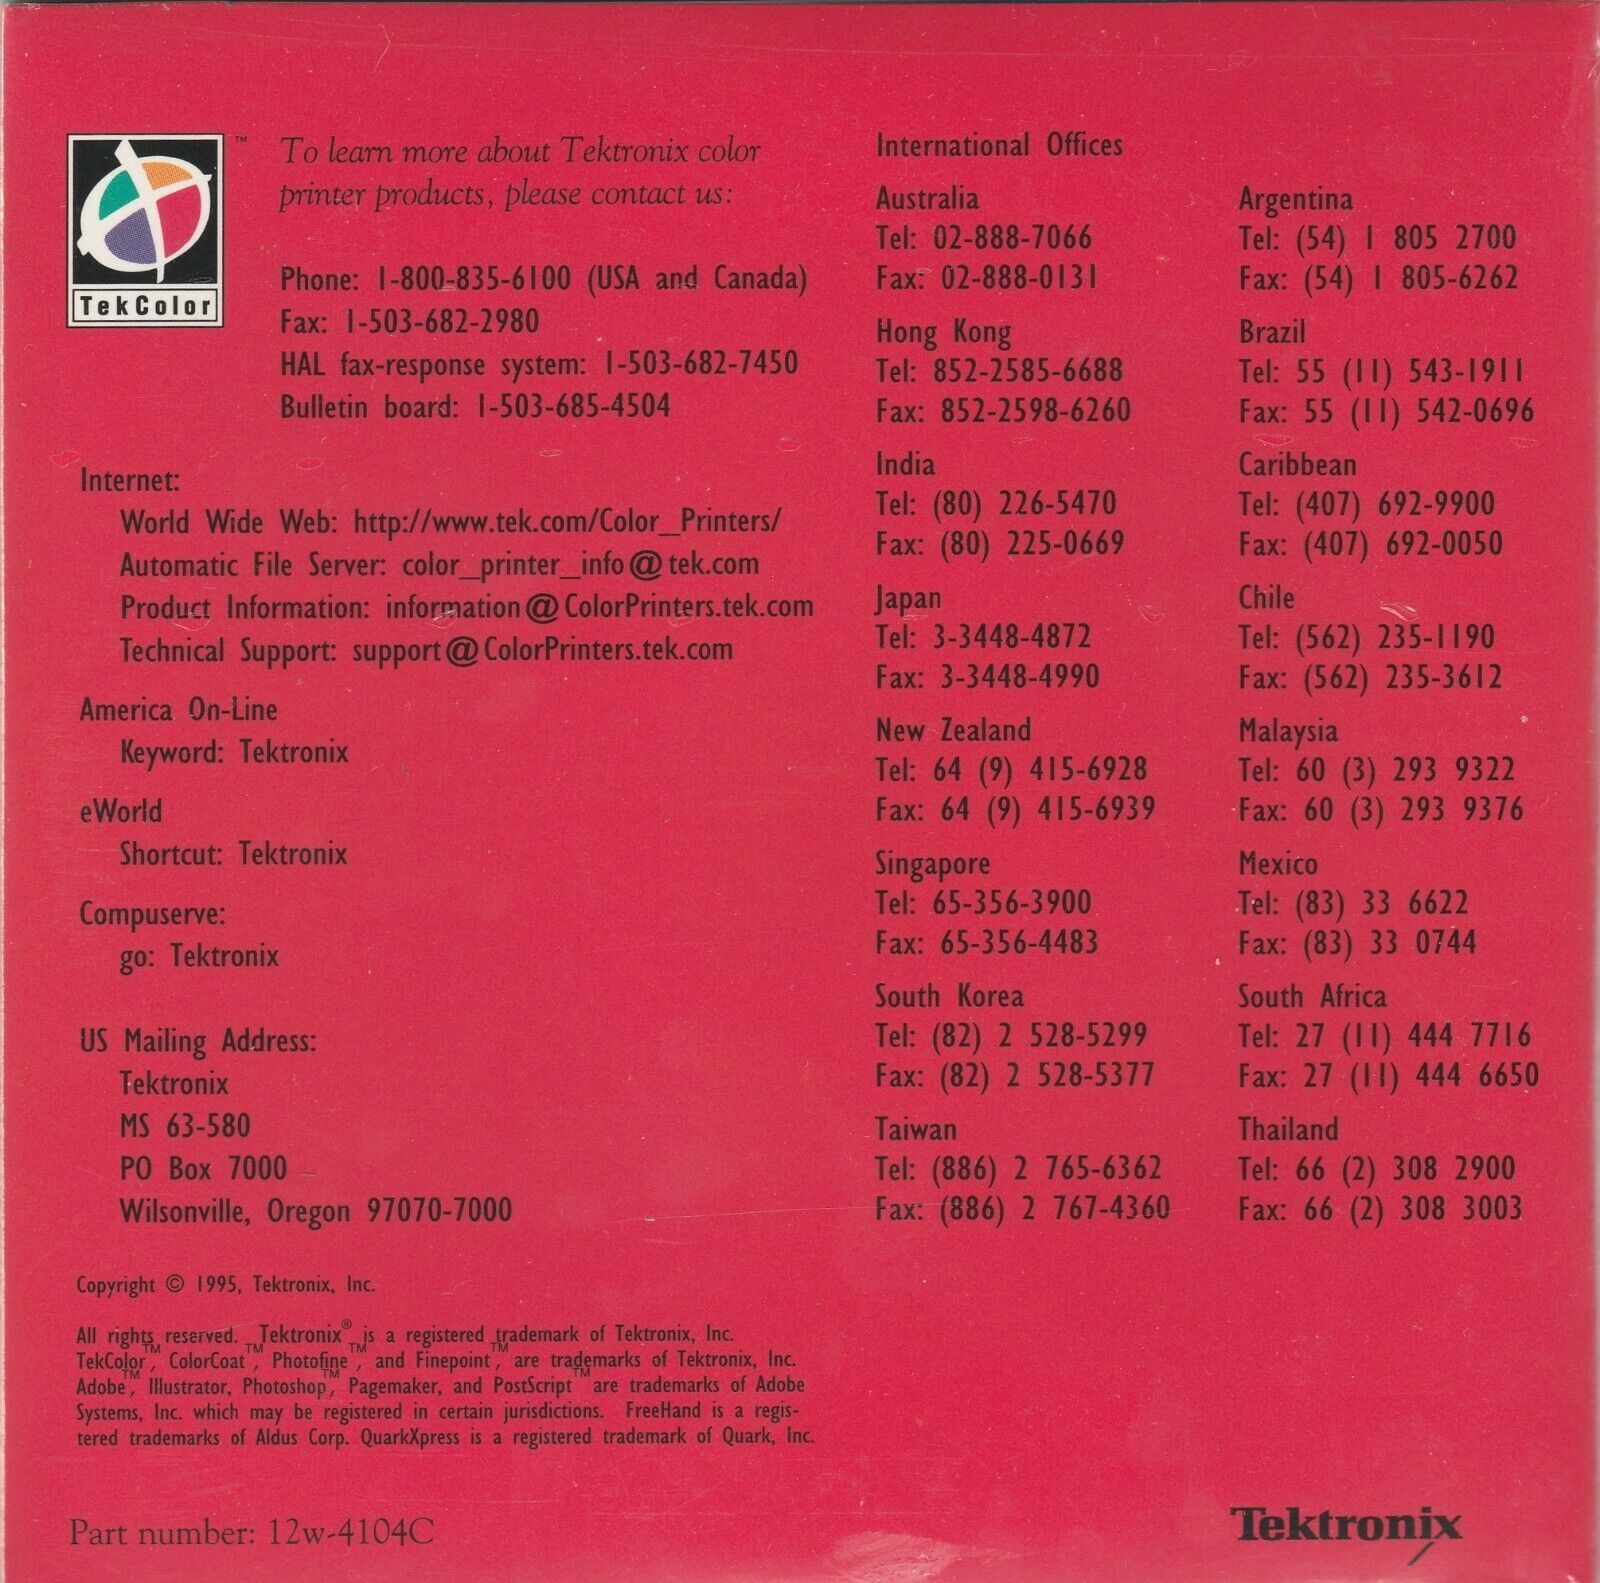 TekColor
™
To learn more about Tektronix color
printer products, please contact us:
Phone: 1-800-835-6100 (USA and Canada)
Fax: 1-503-682-2980
HAL fax-response system: 1-503-682-7450
Bulletin board: 1-503-685-4504
Internet:
World Wide Web: http://www.tek.com/Color_Printers/
Automatic File Server: color_printer_info@tek.com
Product Information: information@ColorPrinters.tek.com
Technical Support: support@ColorPrinters.tek.com
America On-Line
Keyword: Tektronix
eWorld
Shortcut: Tektronix
Compuserve:
go: Tektronix
US Mailing Address:
Tektronix
MS 63-580
PO Box 7000
Wilsonville, Oregon 97070-7000
Copyright © 1995, Tektronix, Inc.
All rights reserved. Tektronix® is a registered trademark of Tektronix, Inc.
TekColor™, ColorCoat™, Photofine™, and Finepoint™, are trademarks of Tektronix, Inc.
Adobe™, Illustrator, Photoshop™, Pagemaker, and PostScript™ are trademarks of Adobe
Systems, Inc. which may be registered in certain jurisdictions. FreeHand is a regis-
tered trademarks of Aldus Corp. QuarkXpress is a registered trademark of Quark, Inc.
Part number: 12w-4104C
International Offices
Australia
Tel: 02-888-7066
Fax: 02-888-0131
Hong Kong
Tel: 852-2585-6688
Fax: 852-2598-6260
India
Tel: (80) 226-5470
Fax: (80) 225-0669
Japan
Tel: 3-3448-4872
Fax: 3-3448-4990
New Zealand
Tel: 64 (9) 415-6928
Fax: 64 (9) 415-6939
Singapore
Tel: 65-356-3900
Fax: 65-356-4483
South Korea
Tel: (82) 2 528-5299
Fax: (82) 2 528-5377
Taiwan
Tel: (886) 2 765-6362
Fax: (886) 2 767-4360
Argentina
Tel: (54) 1 805 2700
Fax: (54) 1 805-6262
Brazil
Tel: 55 (11) 543-1911
Fax: 55 (11) 542-0696
Caribbean
Tel: (407) 692-9900
Fax: (407) 692-0050
Chile
Tel: (562) 235-1190
Fax: (562) 235-3612
Malaysia
Tel: 60 (3) 293 9322
Fax: 60 (3) 293 9376
Mexico
Tel: (83) 33 6622
Fax: (83) 33 0744
South Africa
Tel: 27 (11) 444 7716
Fax: 27 (11) 444 6650
Thailand
Tel: 66 (2) 308 2900
Fax: 66 (2) 308 3003
Tektronix